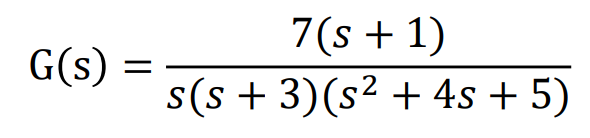 G(s) = 7(s + 1) / s(s + 3)(s² + 4s + 5)